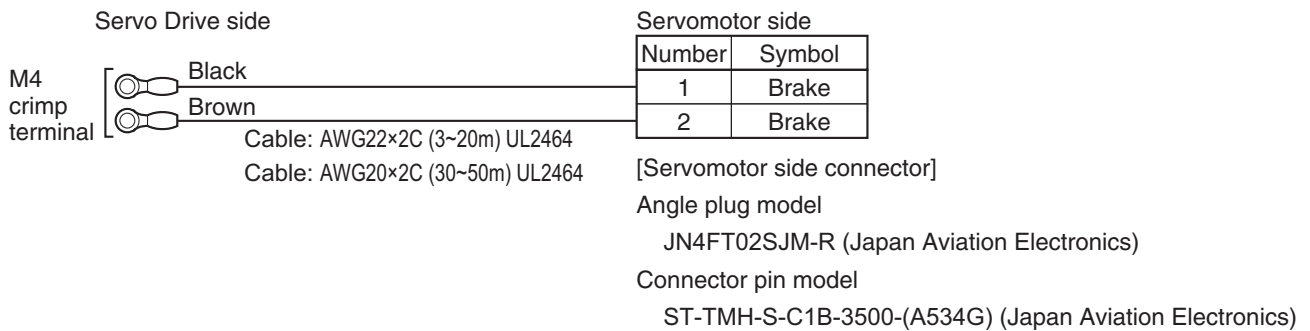 Servo Drive side
Servomotor side
Number Symbol
M4
crimp
terminal
Black
1 Brake
Brown
2 Brake
Cable: AWG22×2C (3~20m) UL2464
Cable: AWG20×2C (30~50m) UL2464
[Servomotor side connector]
Angle plug model
JN4FT02SJM-R (Japan Aviation Electronics)
Connector pin model
ST-TMH-S-C1B-3500-(A534G) (Japan Aviation Electronics)